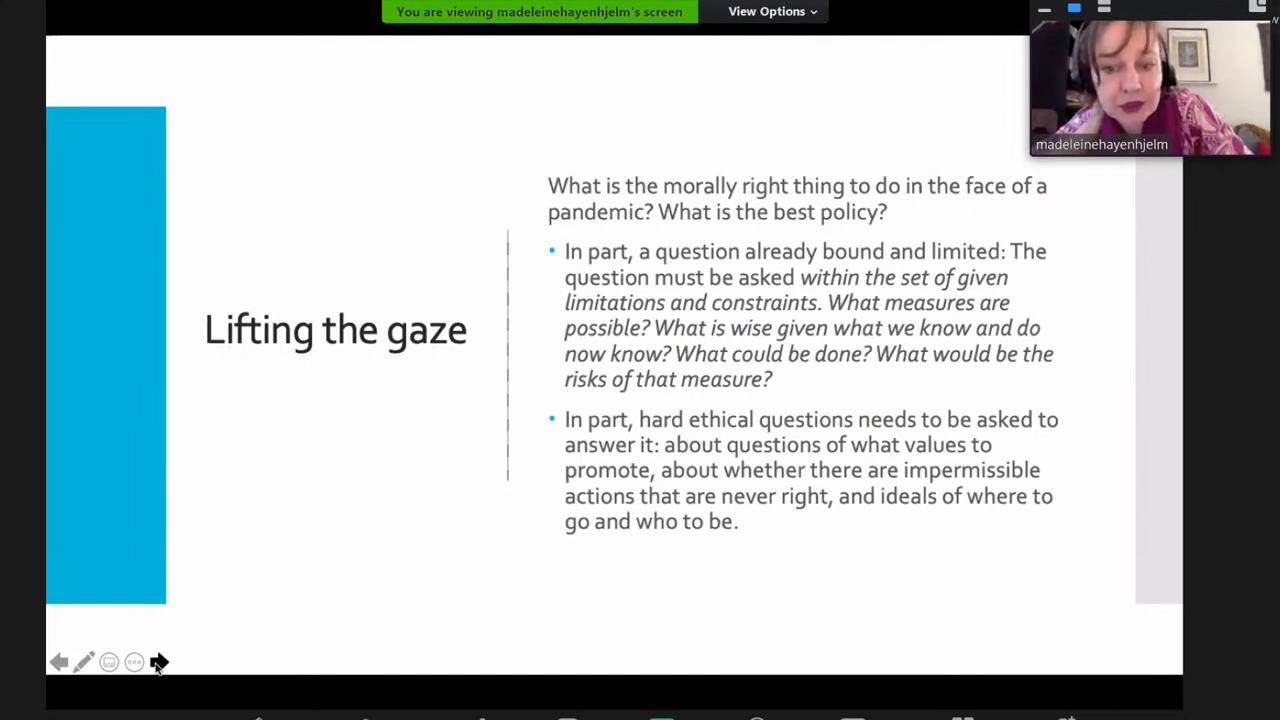 You are viewing madeleinehayenhjelm's screen
View Options
madeleinehayenhjelm
Lifting the gaze
What is the morally right thing to do in the face of a
pandemic? What is the best policy?
• In part, a question already bound and limited: The
question must be asked within the set of given
limitations and constraints. What measures are
possible? What is wise given what we know and do
now know? What could be done? What would be the
risks of that measure?
• In part, hard ethical questions needs to be asked to
answer it: about questions of what values to
promote, about whether there are impermissible
actions that are never right, and ideals of where to
go and who to be.